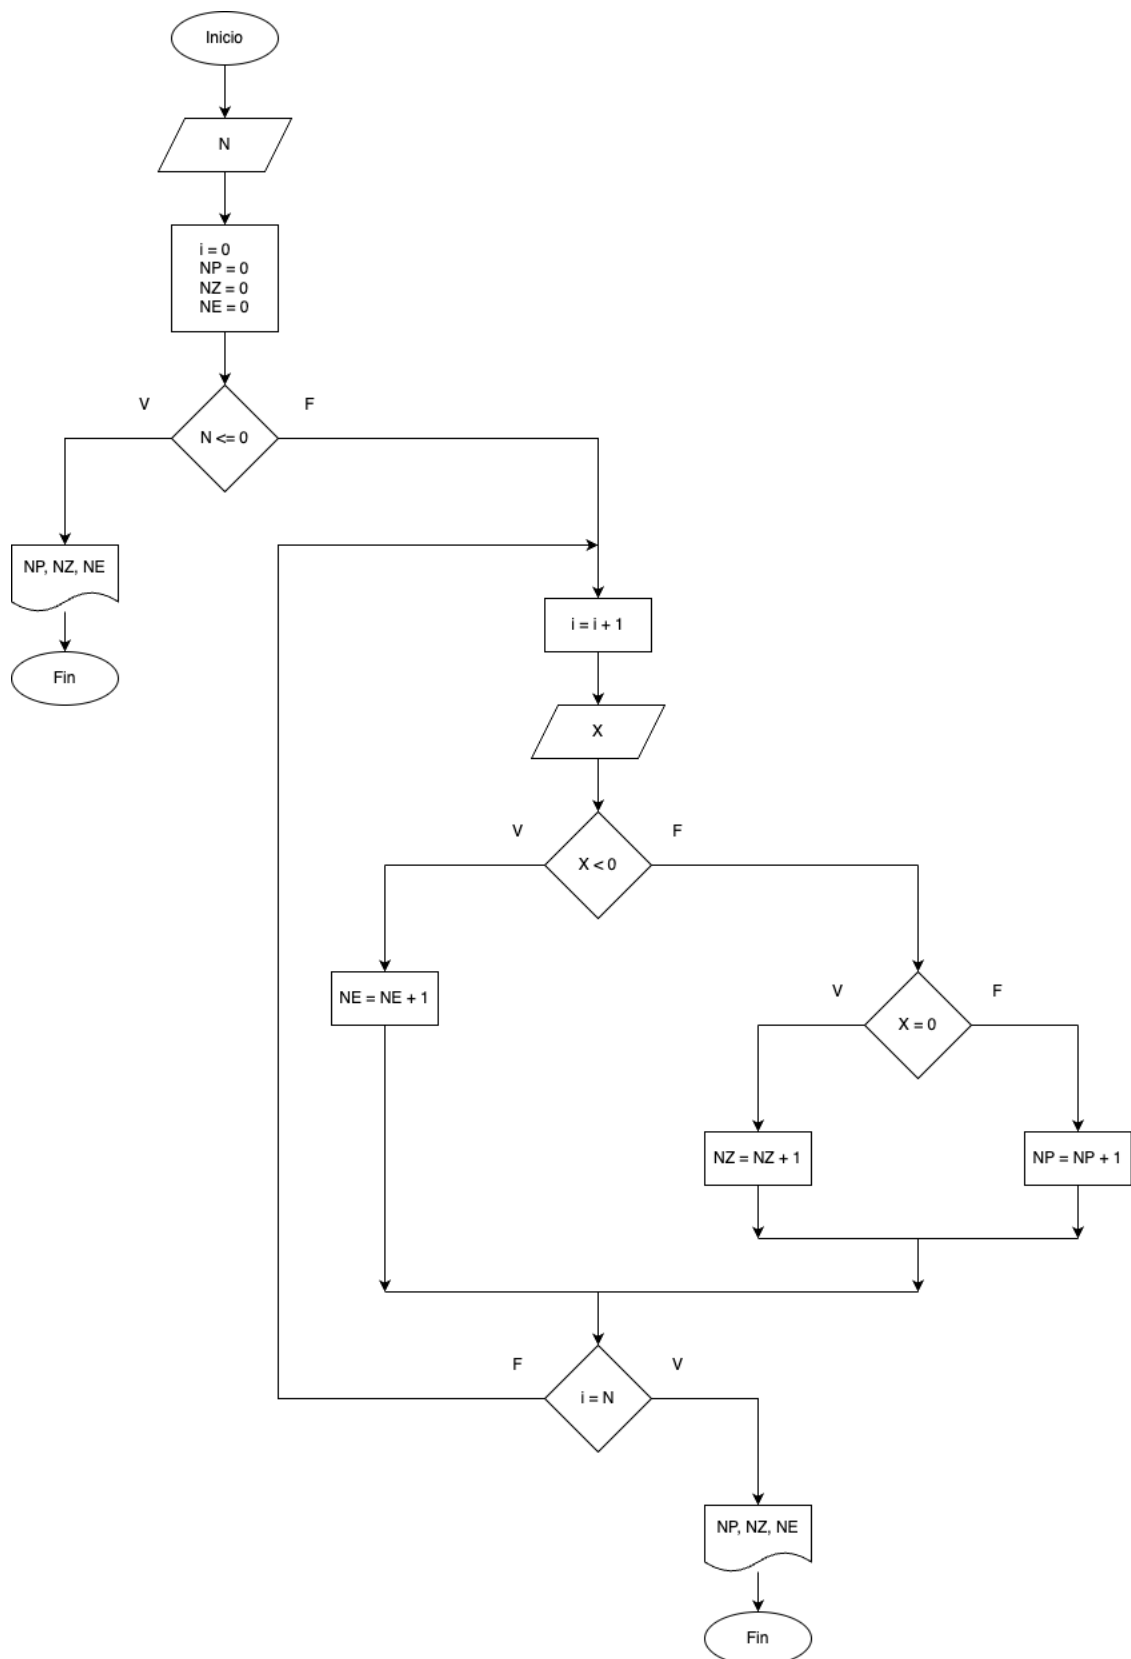 Inicio
N
i = 0
NP = 0
NZ = 0
NE = 0
V
F
N <= 0
NP, NZ, NE
Fin
i = i + 1
X
V
F
X < 0
NE = NE + 1
V
F
X = 0
NZ = NZ + 1
NP = NP + 1
F
V
i = N
NP, NZ, NE
Fin